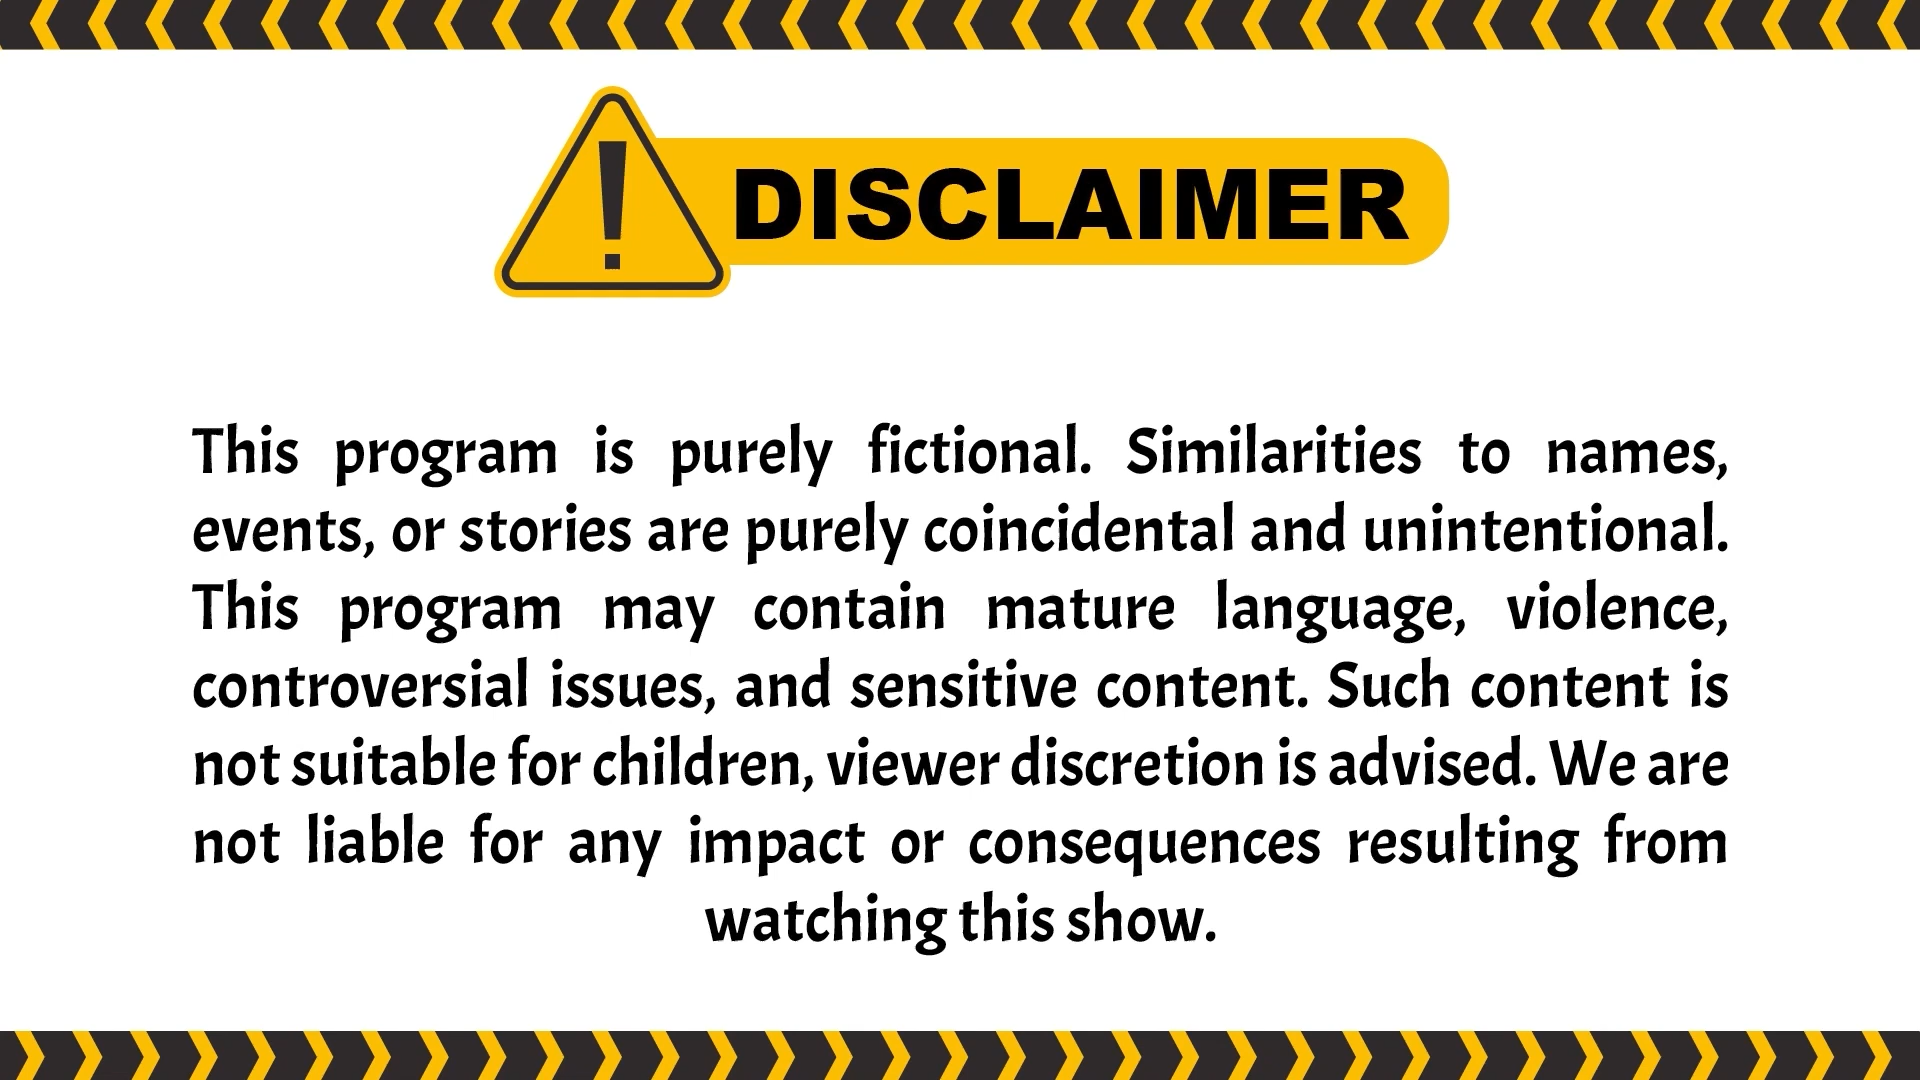 !
DISCLAIMER
This program is purely fictional. Similarities to names,
events, or stories are purely coincidental and unintentional.
This program may contain mature language, violence,
controversial issues, and sensitive content. Such content is
not suitable for children, viewer discretion is advised. We are
not liable for any impact or consequences resulting from
watching this show.